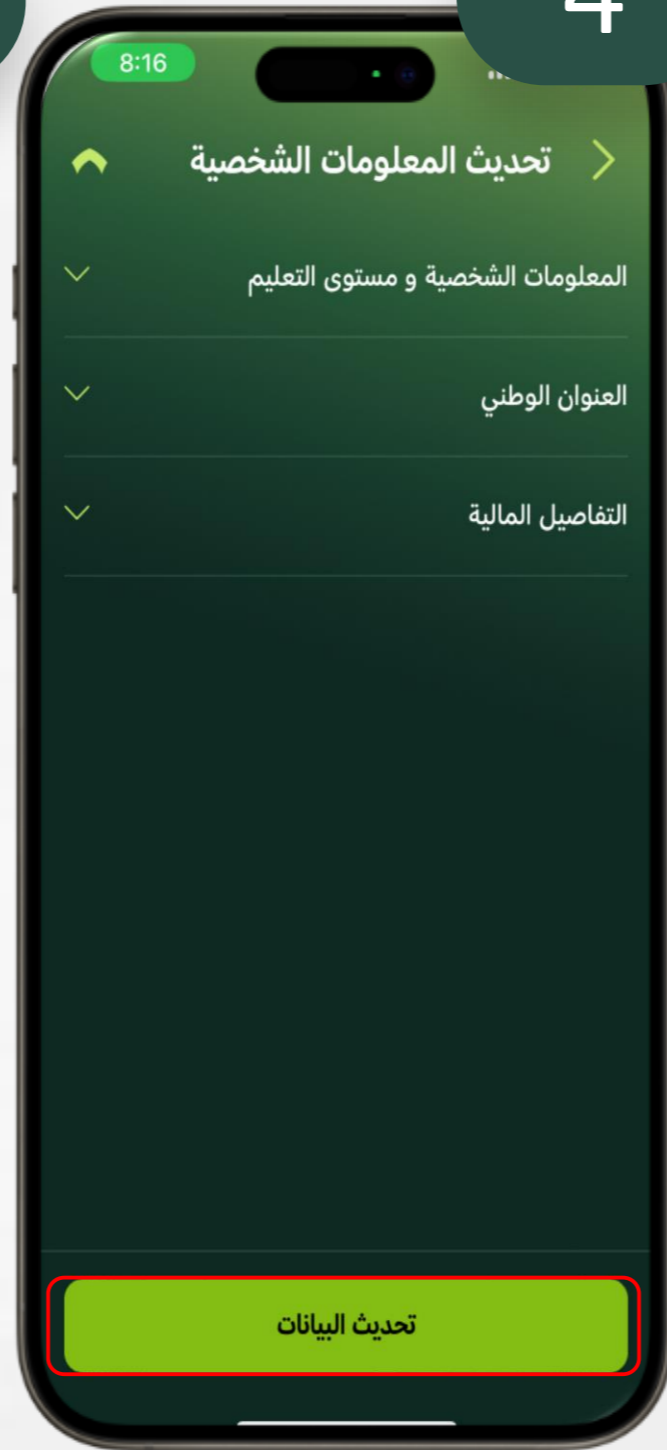 4
8:16
تحديث المعلومات الشخصية
المعلومات الشخصية و مستوى التعليم
العنوان الوطني
التفاصيل المالية
تحديث البيانات